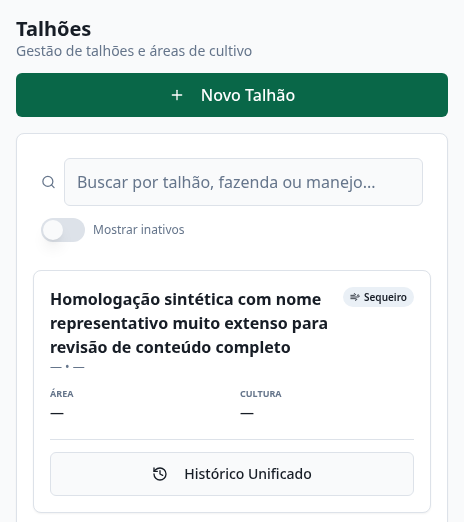 Talhões
Gestão de talhões e áreas de cultivo
+ Novo Talhão
Buscar por talhão, fazenda ou manejo...
Mostrar inativos
Homologação sintética com nome
representativo muito extenso para
revisão de conteúdo completo
Sequeiro
— • —
ÁREA
CULTURA
—
—
Histórico Unificado